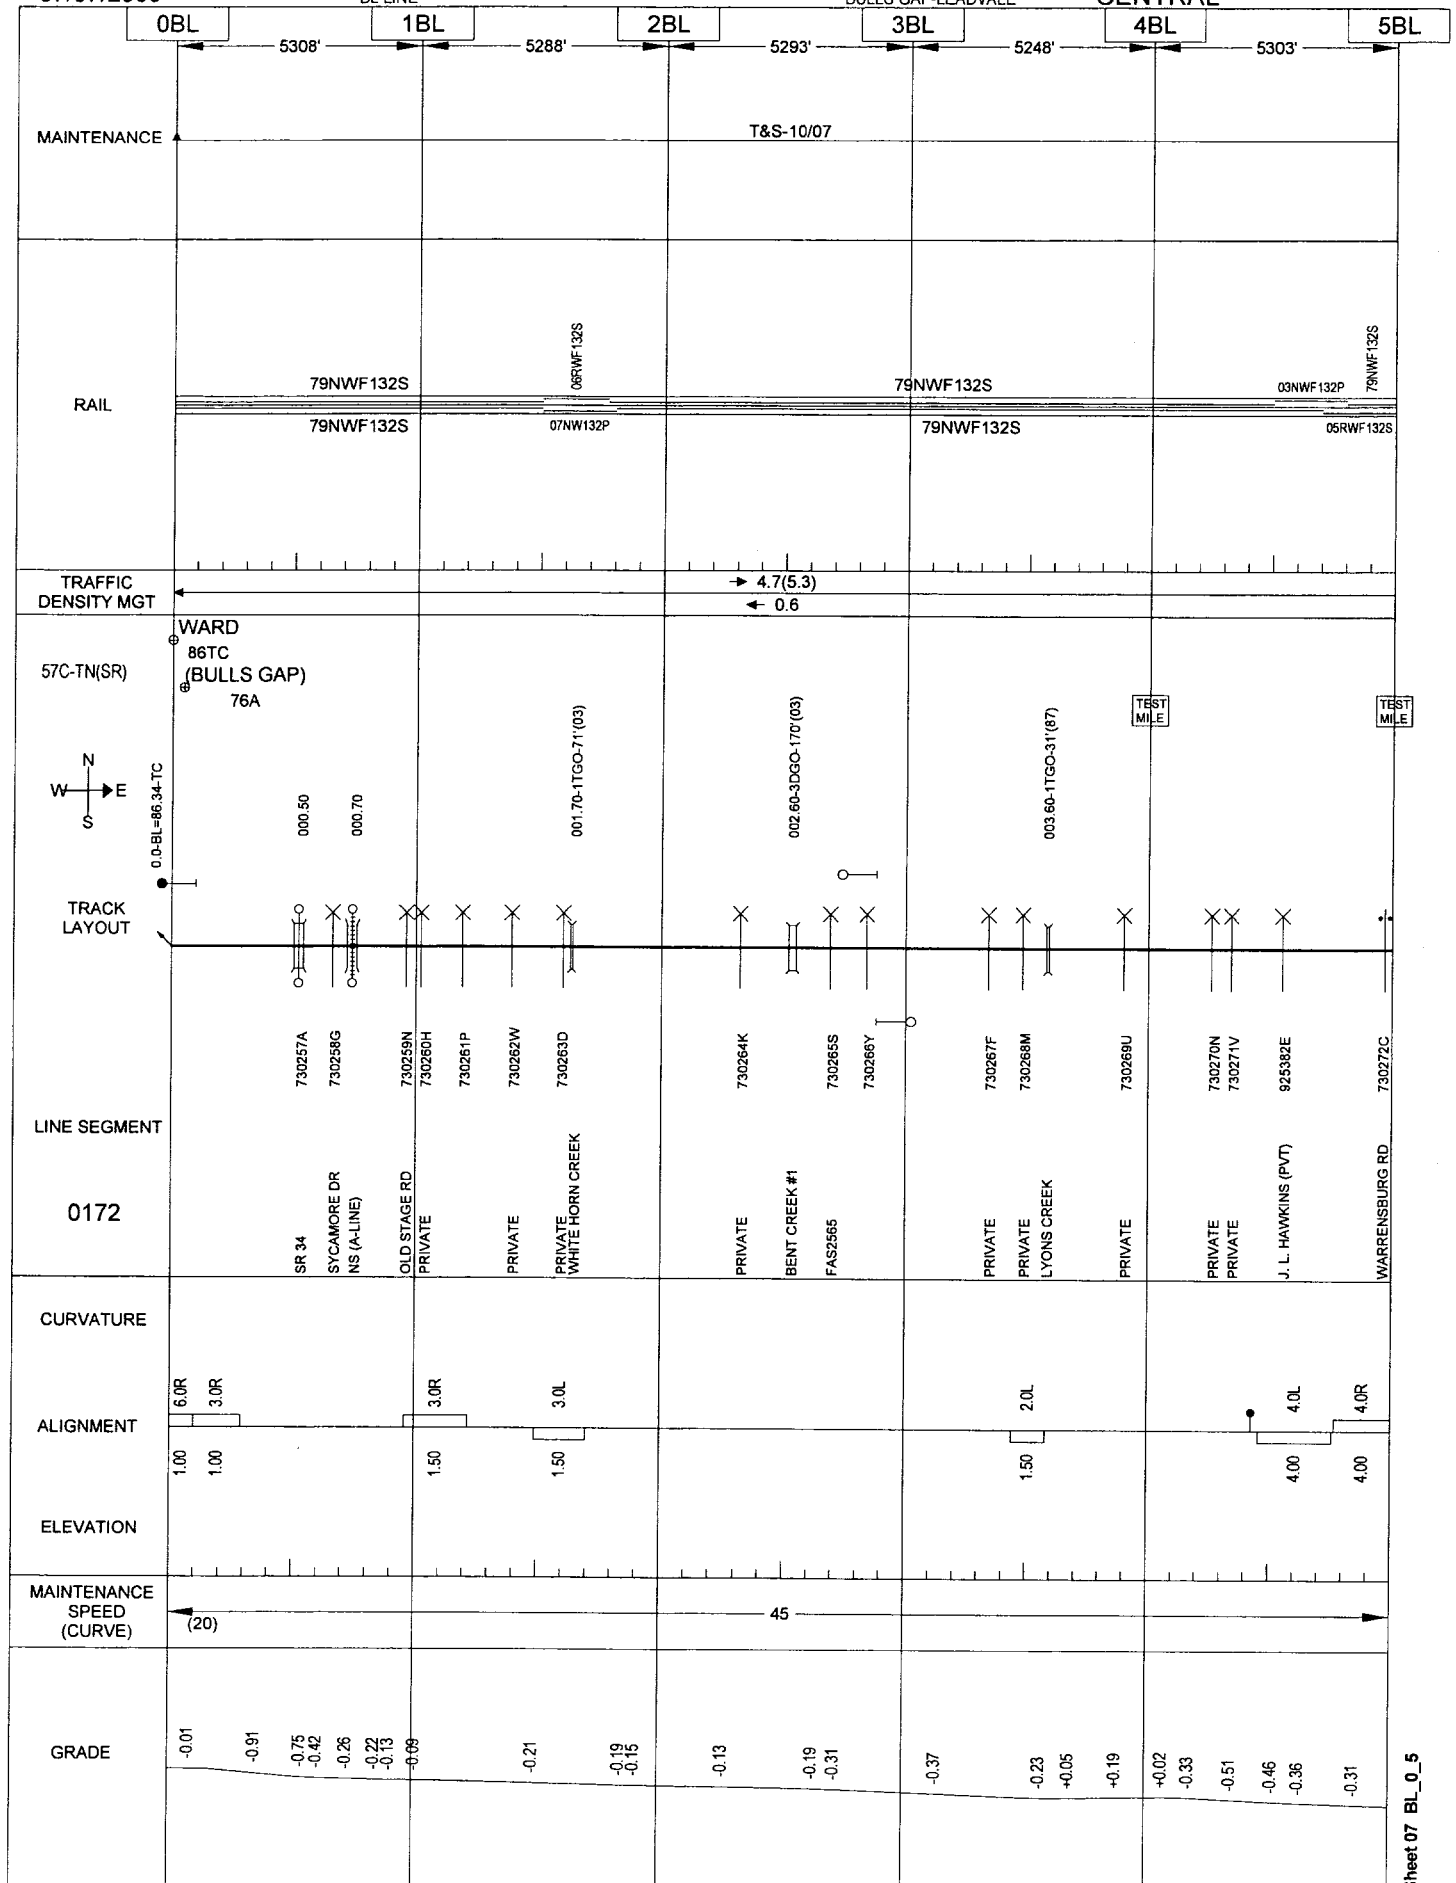 BL LINE
CENTRAL
0BL 1BL 2BL 3BL 4BL 5BL
5308' 5288' 5293' 5248' 5303'
MAINTENANCE
T&S-10/07
RAIL
79NWF132S
06RWF132S
79NWF132S
03NWF132P
79NWF132S
79NWF132S
07NW132P
79NWF132S
05RWF132S
TRAFFIC
DENSITY MGT
4.7(5.3)
0.6
57C-TN(SR)
WARD
86TC
(BULLS GAP)
76A
TEST
MILE
TEST
MILE
N
W E
S
0.0-BL=86.34-TC
000.50
000.70
001.70-1TGO-71'(03)
002.60-3DGO-170'(03)
003.60-1TGO-31'(87)
TRACK
LAYOUT
730257A
730258G
730259N
730260H
730261P
730262W
730263D
730264K
730265S
730266Y
730267F
730268M
730269U
730270N
730271V
925382E
730272C
LINE SEGMENT
0172
SR 34
SYCAMORE DR
NS (A-LINE)
OLD STAGE RD
PRIVATE
PRIVATE
PRIVATE
WHITE HORN CREEK
PRIVATE
BENT CREEK #1
FAS2565
PRIVATE
PRIVATE
LYONS CREEK
PRIVATE
PRIVATE
PRIVATE
J. L. HAWKINS (PVT)
WARRENSBURG RD
CURVATURE
6.0R
3.0R
3.0R
3.0L
2.0L
4.0L
4.0R
ALIGNMENT
1.00
1.00
1.50
1.50
1.50
4.00
4.00
ELEVATION
MAINTENANCE
SPEED
(CURVE)
(20)
45
GRADE
-0.01
-0.91
-0.75
-0.42
-0.26
-0.22
-0.13
-0.09
-0.21
-0.19
-0.15
-0.13
-0.19
-0.31
-0.37
-0.23
+0.05
+0.19
+0.02
-0.33
-0.51
-0.46
-0.36
-0.31
heet 07 BL_0_5